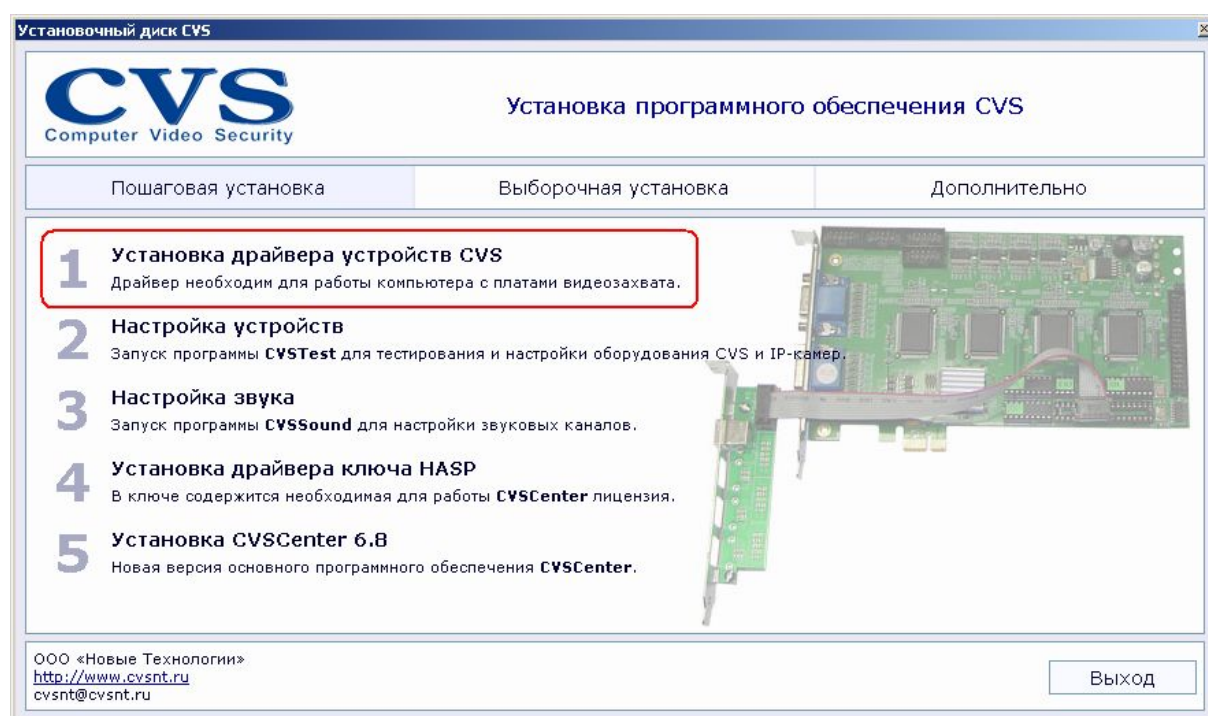 Установочный диск CVS
CVS
Computer Video Security
Установка программного обеспечения CVS
Пошаговая установка
Выборочная установка
Дополнительно
1
Установка драйвера устройств CVS
Драйвер необходим для работы компьютера с платами видеозахвата.
2
Настройка устройств
Запуск программы CVSTest для тестирования и настройки оборудования CVS и IP-камер.
3
Настройка звука
Запуск программы CVSSound для настройки звуковых каналов.
4
Установка драйвера ключа HASP
В ключе содержится необходимая для работы CVSCenter лицензия.
5
Установка CVSCenter 6.8
Новая версия основного программного обеспечения CVSCenter.
ООО «Новые Технологии»
http://www.cvsnt.ru
cvsnt@cvsnt.ru
Выход